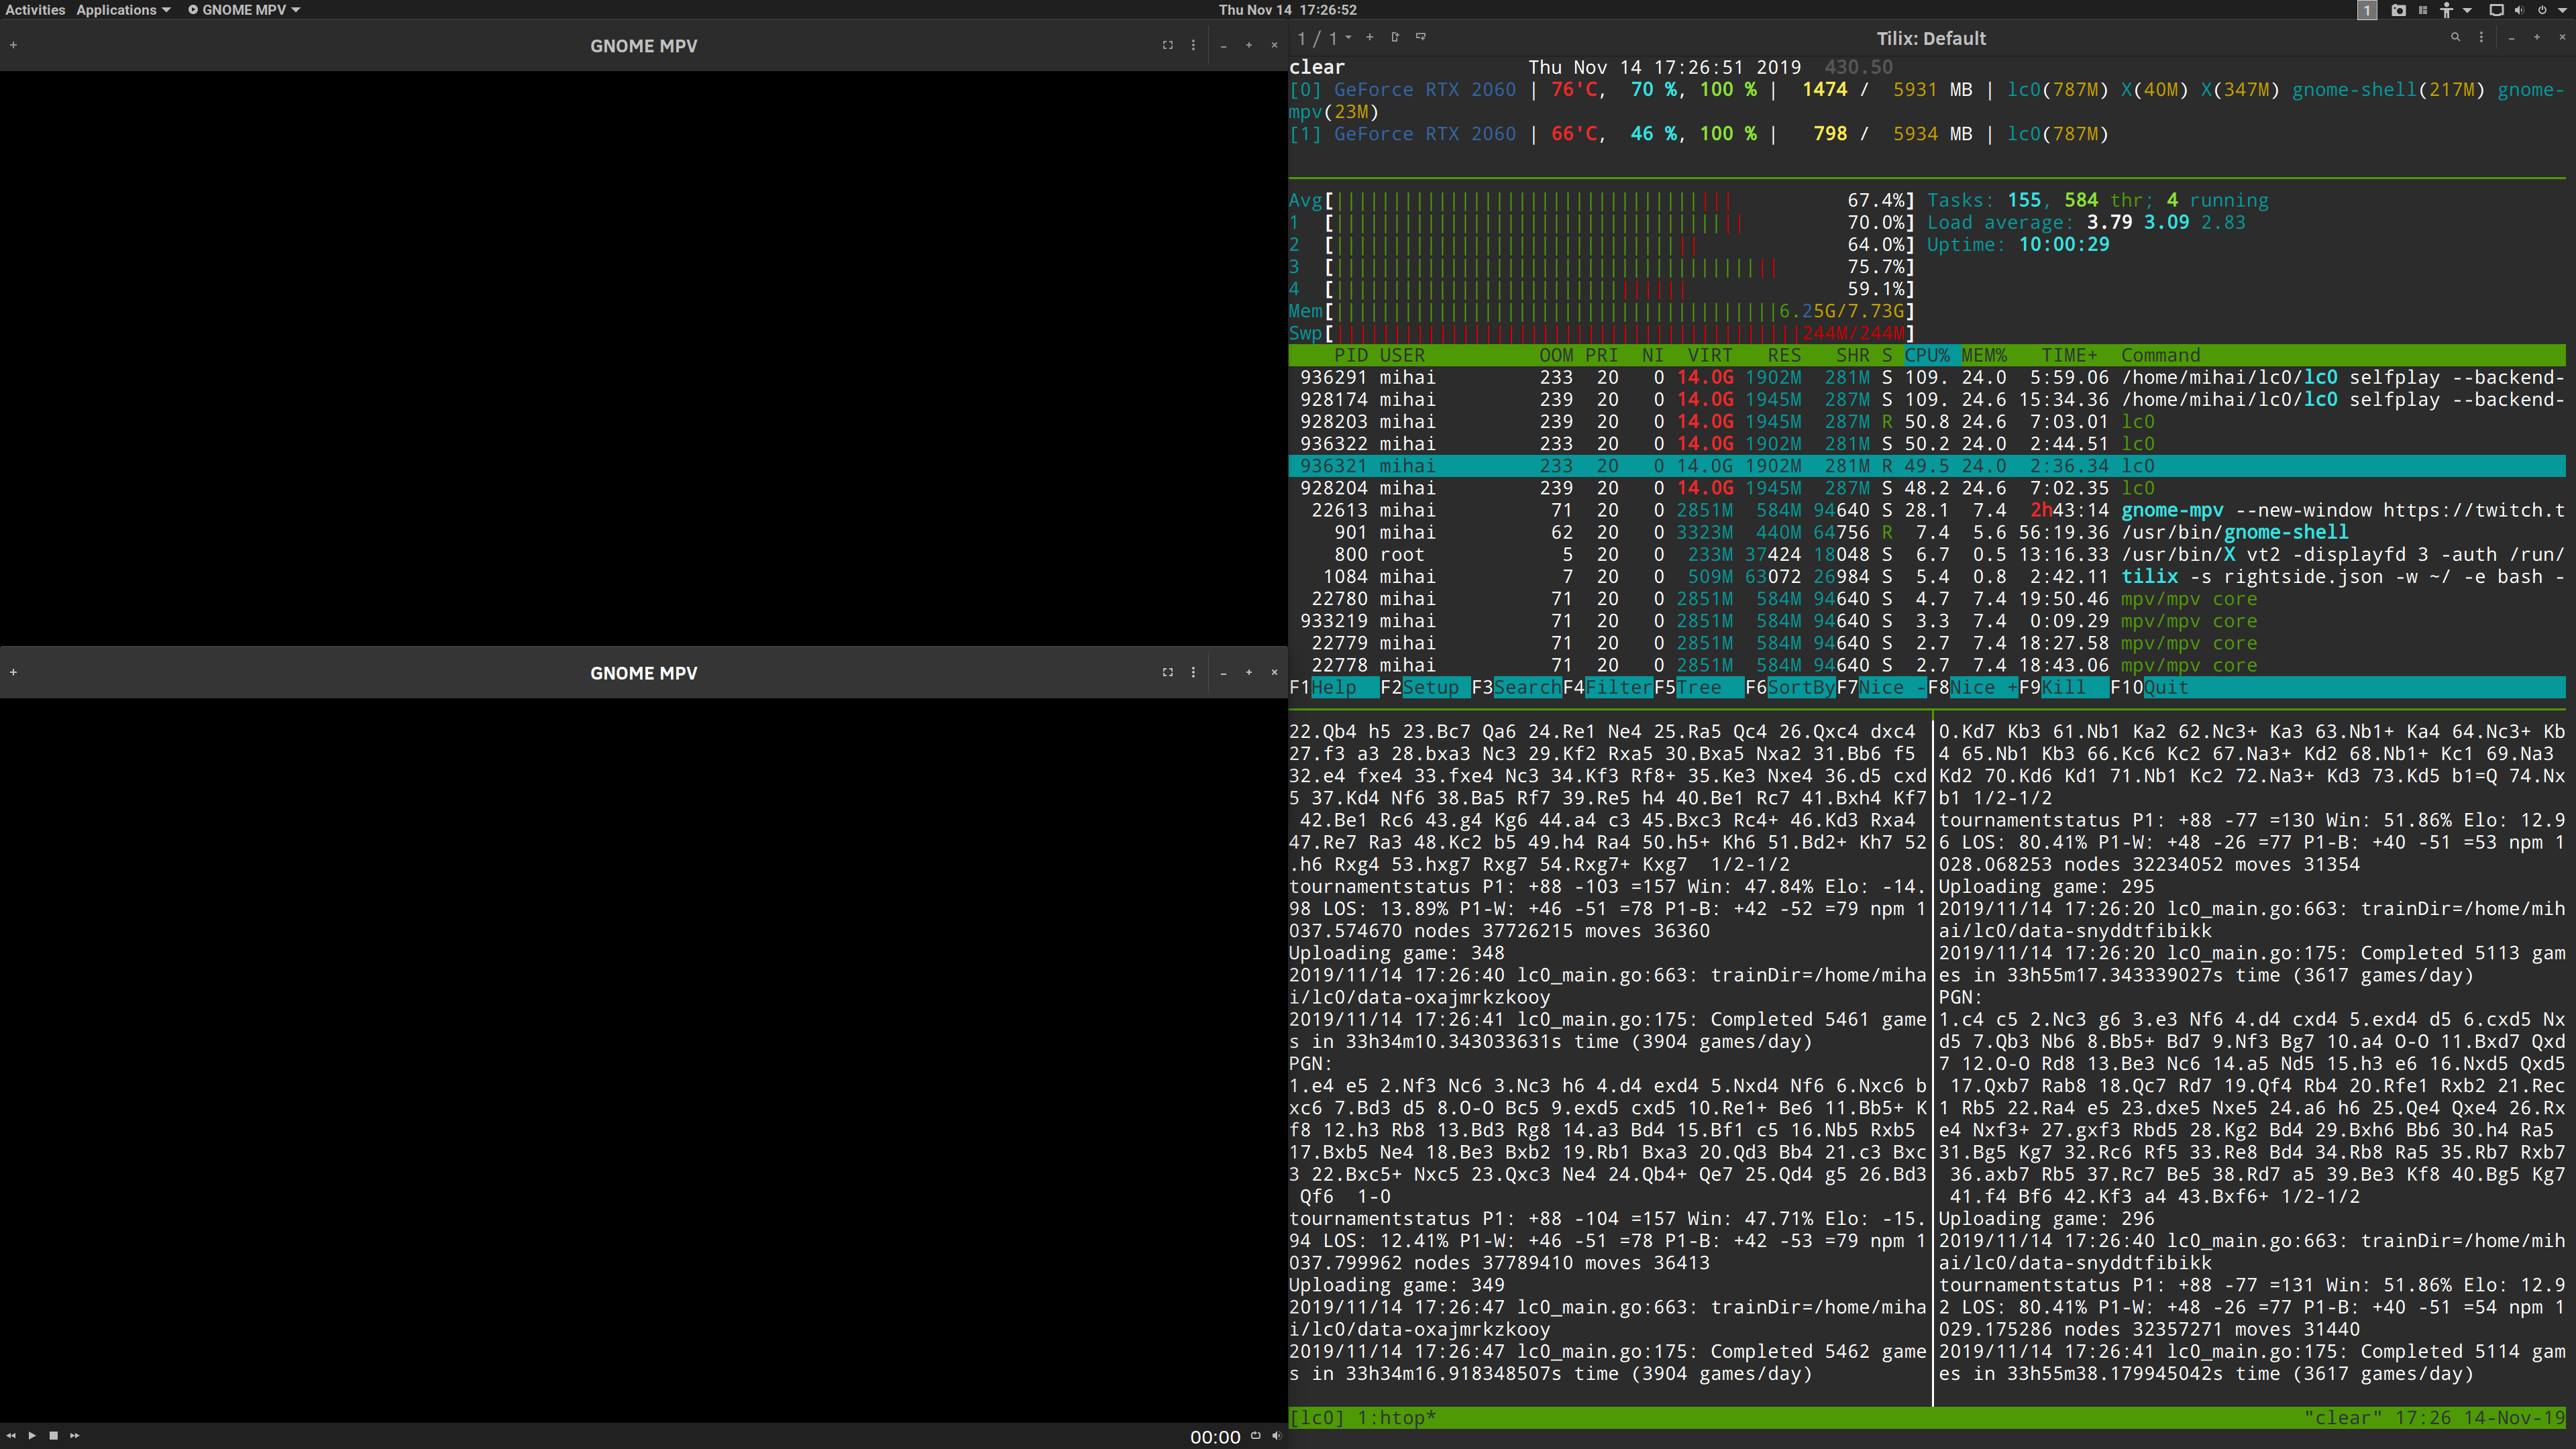 Activities Applications GNOME MPV Thu Nov 14 17:26:52 1
GNOME MPV
GNOME MPV
00:00
1 / 1 Tilix: Default
clear Thu Nov 14 17:26:51 2019 430.50
[0] GeForce RTX 2060 | 76'C, 70 %, 100 % | 1474 / 5931 MB | lc0(787M) X(40M) X(347M) gnome-shell(217M) gnome-
mpv(23M)
[1] GeForce RTX 2060 | 66'C, 46 %, 100 % | 798 / 5934 MB | lc0(787M)
Avg[ 67.4%] Tasks: 155, 584 thr; 4 running
1 [ 70.0%] Load average: 3.79 3.09 2.83
2 [ 64.0%] Uptime: 10:00:29
3 [ 75.7%]
4 [ 59.1%]
Mem[ 6.25G/7.73G]
Swp[ 244M/244M]
PID USER OOM PRI NI VIRT RES SHR S CPU% MEM% TIME+ Command
936291 mihai 233 20 0 14.0G 1902M 281M S 109. 24.0 5:59.06 /home/mihai/lc0/lc0 selfplay --backend-
928174 mihai 239 20 0 14.0G 1945M 287M S 109. 24.6 15:34.36 /home/mihai/lc0/lc0 selfplay --backend-
928203 mihai 239 20 0 14.0G 1945M 287M R 50.8 24.6 7:03.01 lc0
936322 mihai 233 20 0 14.0G 1902M 281M S 50.2 24.0 2:44.51 lc0
936321 mihai 233 20 0 14.0G 1902M 281M R 49.5 24.0 2:36.34 lc0
928204 mihai 239 20 0 14.0G 1945M 287M S 48.2 24.6 7:02.35 lc0
22613 mihai 71 20 0 2851M 584M 94640 S 28.1 7.4 2h43:14 gnome-mpv --new-window https://twitch.t
901 mihai 62 20 0 3323M 440M 64756 R 7.4 5.6 56:19.36 /usr/bin/gnome-shell
800 root 5 20 0 233M 37424 18048 S 6.7 0.5 13:16.33 /usr/bin/X vt2 -displayfd 3 -auth /run/
1084 mihai 7 20 0 509M 63072 26984 S 5.4 0.8 2:42.11 tilix -s rightside.json -w ~/ -e bash -
22780 mihai 71 20 0 2851M 584M 94640 S 4.7 7.4 19:50.46 mpv/mpv core
933219 mihai 71 20 0 2851M 584M 94640 S 3.3 7.4 0:09.29 mpv/mpv core
22779 mihai 71 20 0 2851M 584M 94640 S 2.7 7.4 18:27.58 mpv/mpv core
22778 mihai 71 20 0 2851M 584M 94640 S 2.7 7.4 18:43.06 mpv/mpv core
F1Help F2Setup F3Search F4Filter F5Tree F6SortBy F7Nice - F8Nice + F9Kill F10Quit
22.Qb4 h5 23.Bc7 Qa6 24.Re1 Ne4 25.Ra5 Qc4 26.Qxc4 dxc4
27.f3 a3 28.bxa3 Nc3 29.Kf2 Rxa5 30.Bxa5 Nxa2 31.Bb6 f5
32.e4 fxe4 33.fxe4 Nc3 34.Kf3 Rf8+ 35.Ke3 Nxe4 36.d5 cxd
5 37.Kd4 Nf6 38.Ba5 Rf7 39.Re5 h4 40.Be1 Rc7 41.Bxh4 Kf7
42.Be1 Rc6 43.g4 Kg6 44.a4 c3 45.Bxc3 Rc4+ 46.Kd3 Rxa4
47.Re7 Ra3 48.Kc2 b5 49.h4 Ra4 50.h5+ Kh6 51.Bd2+ Kh7 52
.h6 Rxg4 53.hxg7 Rxg7 54.Rxg7+ Kxg7 1/2-1/2
tournamentstatus P1: +88 -103 =157 Win: 47.84% Elo: -14.
98 LOS: 13.89% P1-W: +46 -51 =78 P1-B: +42 -52 =79 npm 1
037.574670 nodes 37726215 moves 36360
Uploading game: 348
2019/11/14 17:26:40 lc0_main.go:663: trainDir=/home/miha
i/lc0/data-oxajmrkzkooy
2019/11/14 17:26:41 lc0_main.go:175: Completed 5461 game
s in 33h34m10.343033631s time (3904 games/day)
PGN:
1.e4 e5 2.Nf3 Nc6 3.Nc3 h6 4.d4 exd4 5.Nxd4 Nf6 6.Nxc6 b
xc6 7.Bd3 d5 8.O-O Bc5 9.exd5 cxd5 10.Re1+ Be6 11.Bb5+ K
f8 12.h3 Rb8 13.Bd3 Rg8 14.a3 Bd4 15.Bf1 c5 16.Nb5 Rxb5
17.Bxb5 Ne4 18.Be3 Bxb2 19.Rb1 Bxa3 20.Qd3 Bb4 21.c3 Bxc
3 22.Bxc5+ Nxc5 23.Qxc3 Ne4 24.Qb4+ Qe7 25.Qd4 g5 26.Bd3
Qf6 1-0
tournamentstatus P1: +88 -104 =157 Win: 47.71% Elo: -15.
94 LOS: 12.41% P1-W: +46 -51 =78 P1-B: +42 -53 =79 npm 1
037.799962 nodes 37789410 moves 36413
Uploading game: 349
2019/11/14 17:26:47 lc0_main.go:663: trainDir=/home/miha
i/lc0/data-oxajmrkzkooy
2019/11/14 17:26:47 lc0_main.go:175: Completed 5462 game
s in 33h34m16.918348507s time (3904 games/day)
0.Kd7 Kb3 61.Nb1 Ka2 62.Nc3+ Ka3 63.Nb1+ Ka4 64.Nc3+ Kb
4 65.Nb1 Kb3 66.Kc6 Kc2 67.Na3+ Kd2 68.Nb1+ Kc1 69.Na3
Kd2 70.Kd6 Kd1 71.Nb1 Kc2 72.Na3+ Kd3 73.Kd5 b1=Q 74.Nx
b1 1/2-1/2
tournamentstatus P1: +88 -77 =130 Win: 51.86% Elo: 12.9
6 LOS: 80.41% P1-W: +48 -26 =77 P1-B: +40 -51 =53 npm 1
028.068253 nodes 32234052 moves 31354
Uploading game: 295
2019/11/14 17:26:20 lc0_main.go:663: trainDir=/home/mih
ai/lc0/data-snyddtfibikk
2019/11/14 17:26:20 lc0_main.go:175: Completed 5113 gam
es in 33h55m17.343339027s time (3617 games/day)
PGN:
1.c4 c5 2.Nc3 g6 3.e3 Nf6 4.d4 cxd4 5.exd4 d5 6.cxd5 Nx
d5 7.Qb3 Nb6 8.Bb5+ Bd7 9.Nf3 Bg7 10.a4 O-O 11.Bxd7 Qxd
7 12.O-O Rd8 13.Be3 Nc6 14.a5 Nd5 15.h3 e6 16.Nxd5 Qxd5
17.Qxb7 Rab8 18.Qc7 Rd7 19.Qf4 Rb4 20.Rfe1 Rxb2 21.Rec
1 Rb5 22.Ra4 e5 23.dxe5 Nxe5 24.a6 h6 25.Qe4 Qxe4 26.Rx
e4 Nxf3+ 27.gxf3 Rbd5 28.Kg2 Bd4 29.Bxh6 Bb6 30.h4 Ra5
31.Bg5 Kg7 32.Rc6 Rf5 33.Re8 Bd4 34.Rb8 Ra5 35.Rb7 Rxb7
36.axb7 Rb5 37.Rc7 Be5 38.Rd7 a5 39.Be3 Kf8 40.Bg5 Kg7
41.f4 Bf6 42.Kf3 a4 43.Bxf6+ 1/2-1/2
Uploading game: 296
2019/11/14 17:26:40 lc0_main.go:663: trainDir=/home/mih
ai/lc0/data-snyddtfibikk
tournamentstatus P1: +88 -77 =131 Win: 51.86% Elo: 12.9
2 LOS: 80.41% P1-W: +48 -26 =77 P1-B: +40 -51 =54 npm 1
029.175286 nodes 32357271 moves 31440
2019/11/14 17:26:41 lc0_main.go:175: Completed 5114 gam
es in 33h55m38.179945042s time (3617 games/day)
[lc0] 1:htop* "clear" 17:26 14-Nov-19